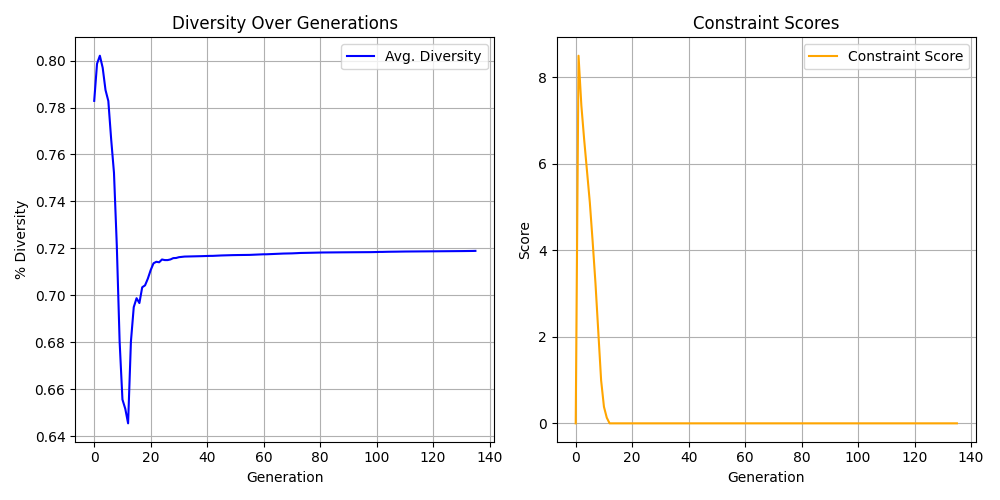 Diversity Over Generations
Avg. Diversity
% Diversity
0.80
0.78
0.76
0.74
0.72
0.70
0.68
0.66
0.64
0 20 40 60 80 100 120 140
Generation
Constraint Scores
Constraint Score
Score
8
6
4
2
0
0 20 40 60 80 100 120 140
Generation